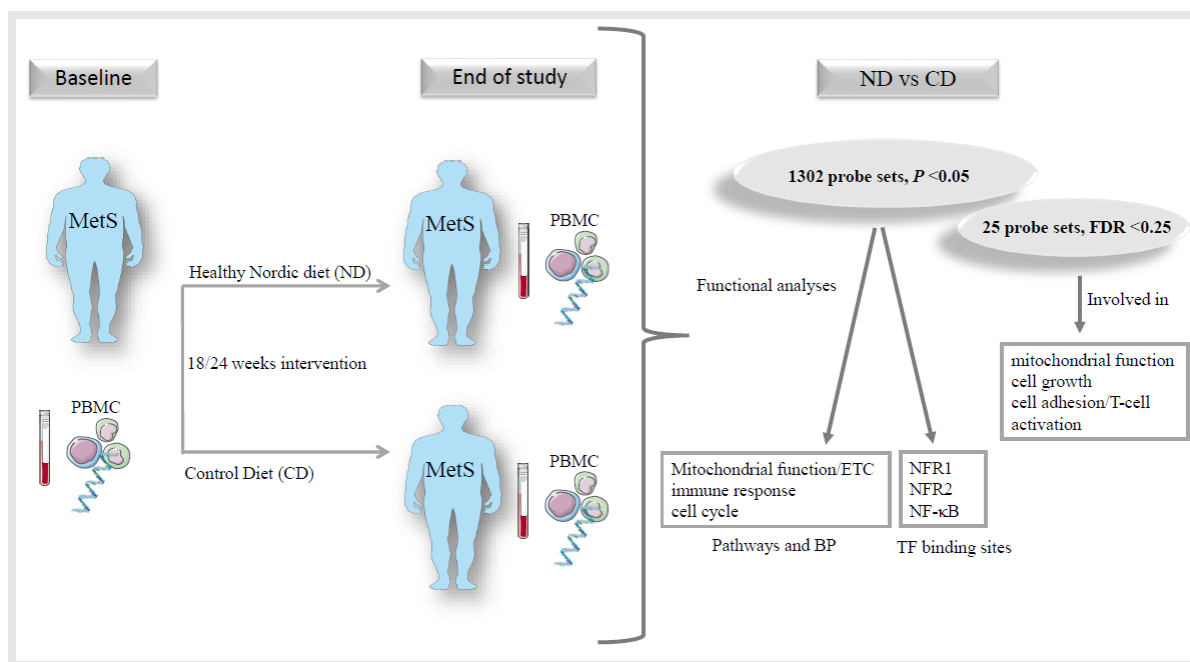 Baseline
End of study
ND vs CD
MetS
PBMC
MetS
PBMC
Healthy Nordic diet (ND)
18/24 weeks intervention
Control Diet (CD)
MetS
PBMC
1302 probe sets, P <0.05
25 probe sets, FDR <0.25
Functional analyses
Involved in
mitochondrial function
cell growth
cell adhesion/T-cell
activation
Mitochondrial function/ETC
immune response
cell cycle
Pathways and BP
NFR1
NFR2
NF-κB
TF binding sites